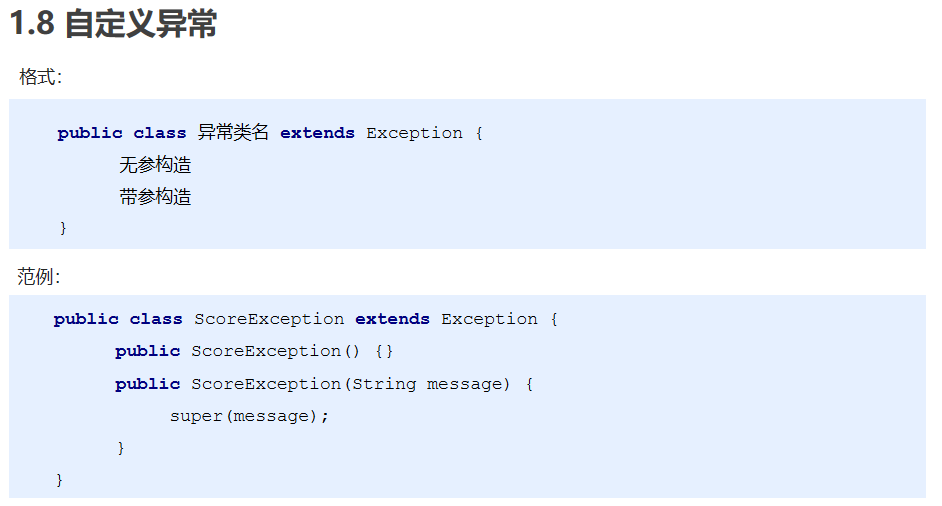 1.8 自定义异常
格式：
public class 异常类名 extends Exception {
无参构造
带参构造
}
范例：
public class ScoreException extends Exception {
public ScoreException() {}
public ScoreException(String message) {
super(message);
}
}